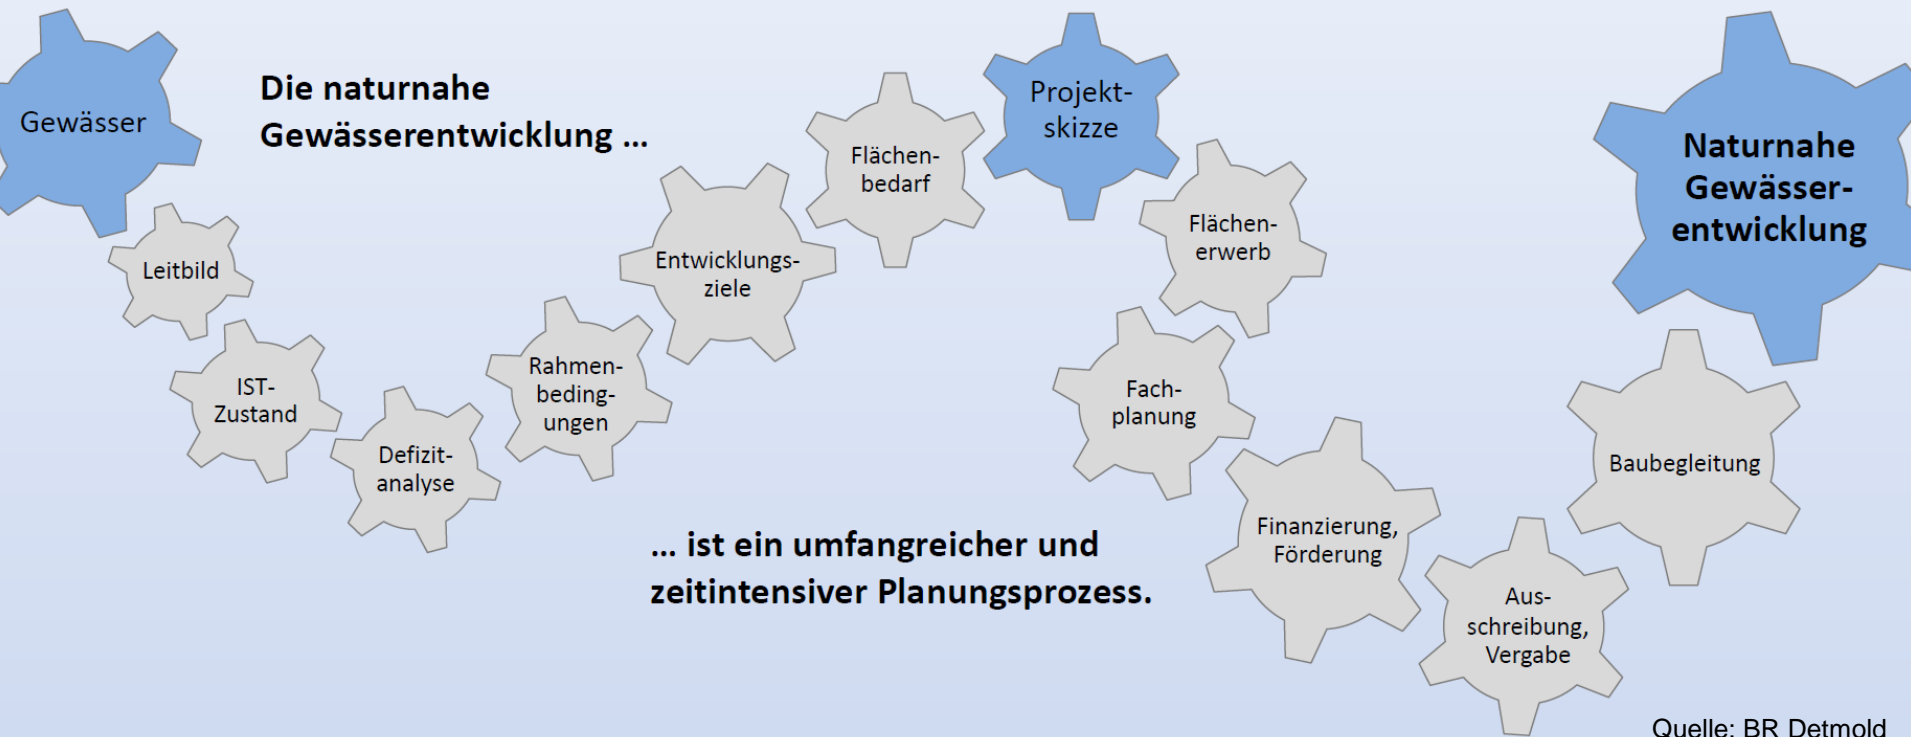 Gewässer
Die naturnahe
Gewässerentwicklung ...
Leitbild
IST-
Zustand
Defizit-
analyse
Rahmen-
beding-
ungen
Entwicklungs-
ziele
Flächen-
bedarf
Projekt-
skizze
Flächen-
erwerb
Fach-
planung
... ist ein umfangreicher und
zeitintensiver Planungsprozess.
Finanzierung,
Förderung
Aus-
schreibung,
Vergabe
Baubegleitung
Naturnahe
Gewässer-
entwicklung
Quelle: BR Detmold